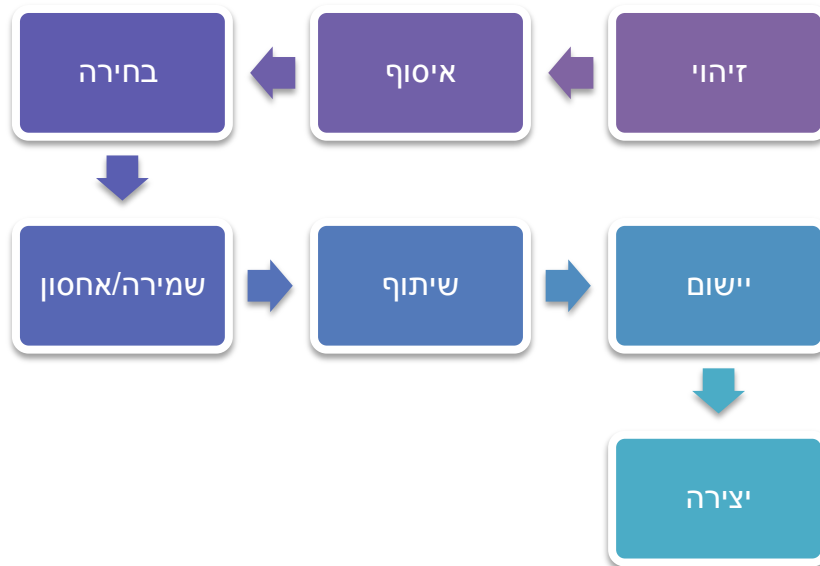 זיהוי
איסוף
בחירה
שמירה/אחסון
שיתוף
יישום
יצירה